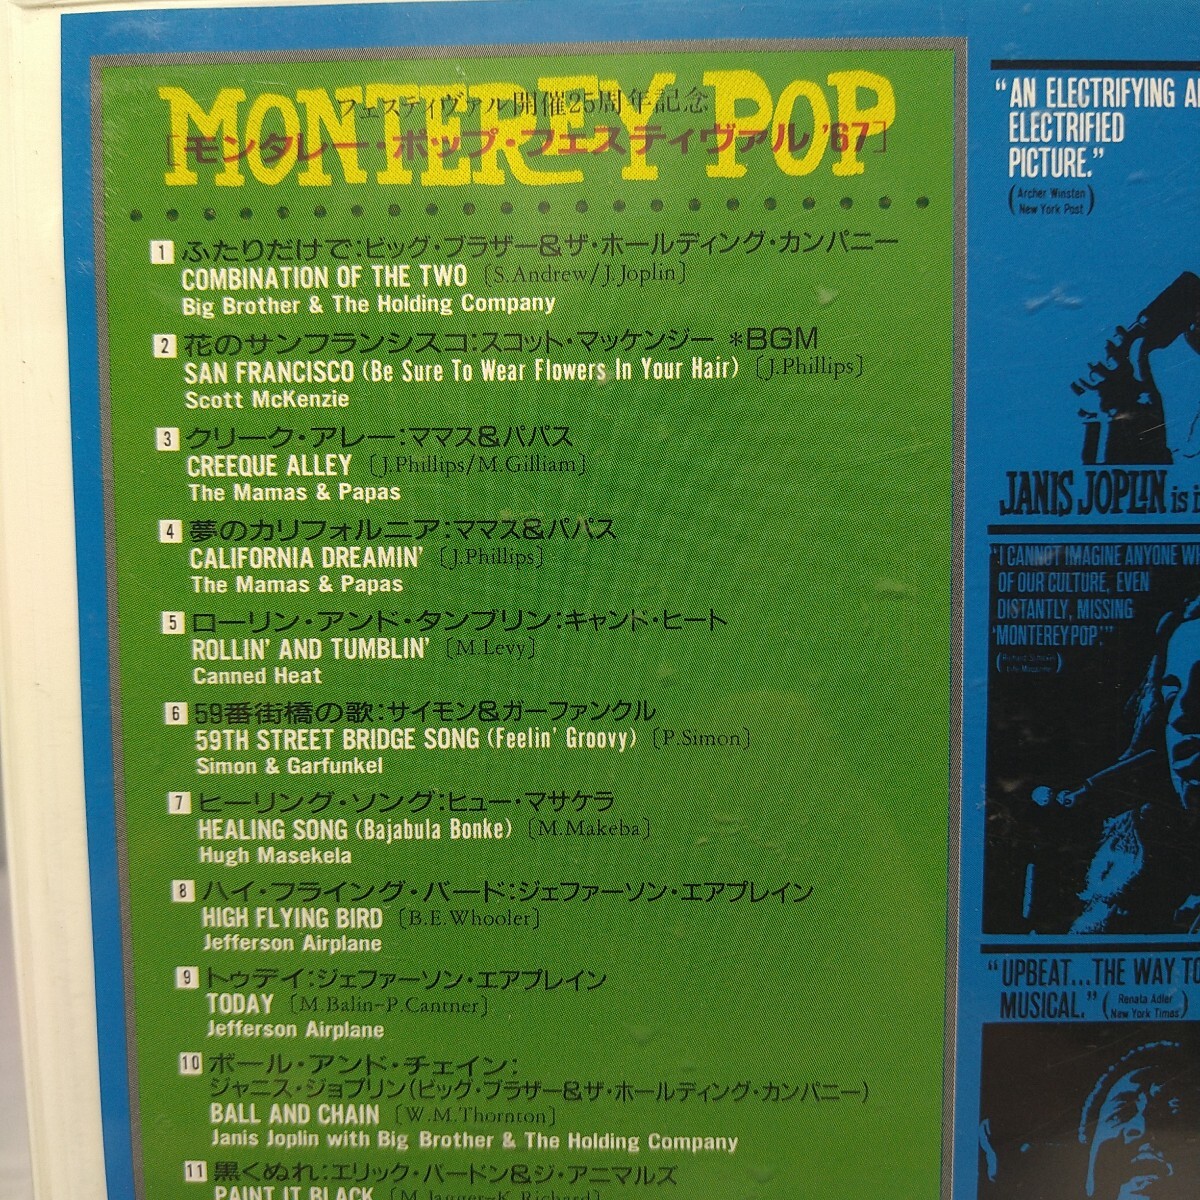 MONTEREY POP
フェスティヴァル開催25周年記念
[モンタレー・ポップ・フェスティヴァル '67]
1 ふたりだけで:ビッグ・ブラザー&ザ・ホールディング・カンパニー
COMBINATION OF THE TWO [S.Andrew/J.Joplin]
Big Brother & The Holding Company
2 花のサンフランシスコ:スコット・マッケンジー *BGM
SAN FRANCISCO (Be Sure To Wear Flowers In Your Hair) [J.Phillips]
Scott McKenzie
3 クリーク・アレー:ママス&パパス
CREEQUE ALLEY [J.Phillips/M.Gilliam]
The Mamas & Papas
4 夢のカリフォルニア:ママス&パパス
CALIFORNIA DREAMIN' [J.Phillips]
The Mamas & Papas
5 ローリン・アンド・タンブリン:キャンド・ヒート
ROLLIN' AND TUMBLIN' [M.Levy]
Canned Heat
6 59番街橋の歌:サイモン&ガーファンクル
59TH STREET BRIDGE SONG (Feelin' Groovy) [P.Simon]
Simon & Garfunkel
7 ヒーリング・ソング:ヒュー・マサケラ
HEALING SONG (Bajabula Bonke) [M.Makeba]
Hugh Masekela
8 ハイ・フライング・バード:ジェファーソン・エアプレイン
HIGH FLYING BIRD [B.E.Whooler]
Jefferson Airplane
9 トゥデイ:ジェファーソン・エアプレイン
TODAY [M.Balin-P.Cantner]
Jefferson Airplane
10 ボール・アンド・チェイン:
ジャニス・ジョプリン(ビッグ・ブラザー&ザ・ホールディング・カンパニー)
BALL AND CHAIN [W.M.Thornton]
Janis Joplin with Big Brother & The Holding Company
11 黒くぬれ:エリック・バードン&ジ・アニマルズ
PAINT IT BLACK [M.Jagger-K.Richard]
"AN ELECTRIFYING
ELECTRIFIED
PICTURE."
(Archer Winsten
New York Post)
JANIS JOPLIN is
"I CANNOT IMAGINE ANYONE
OF OUR CULTURE, EVEN
DISTANTLY, MISSING
'MONTEREY POP.'"
"UPBEAT...THE WAY TO
MUSICAL." (Renata Adler
New York Times)